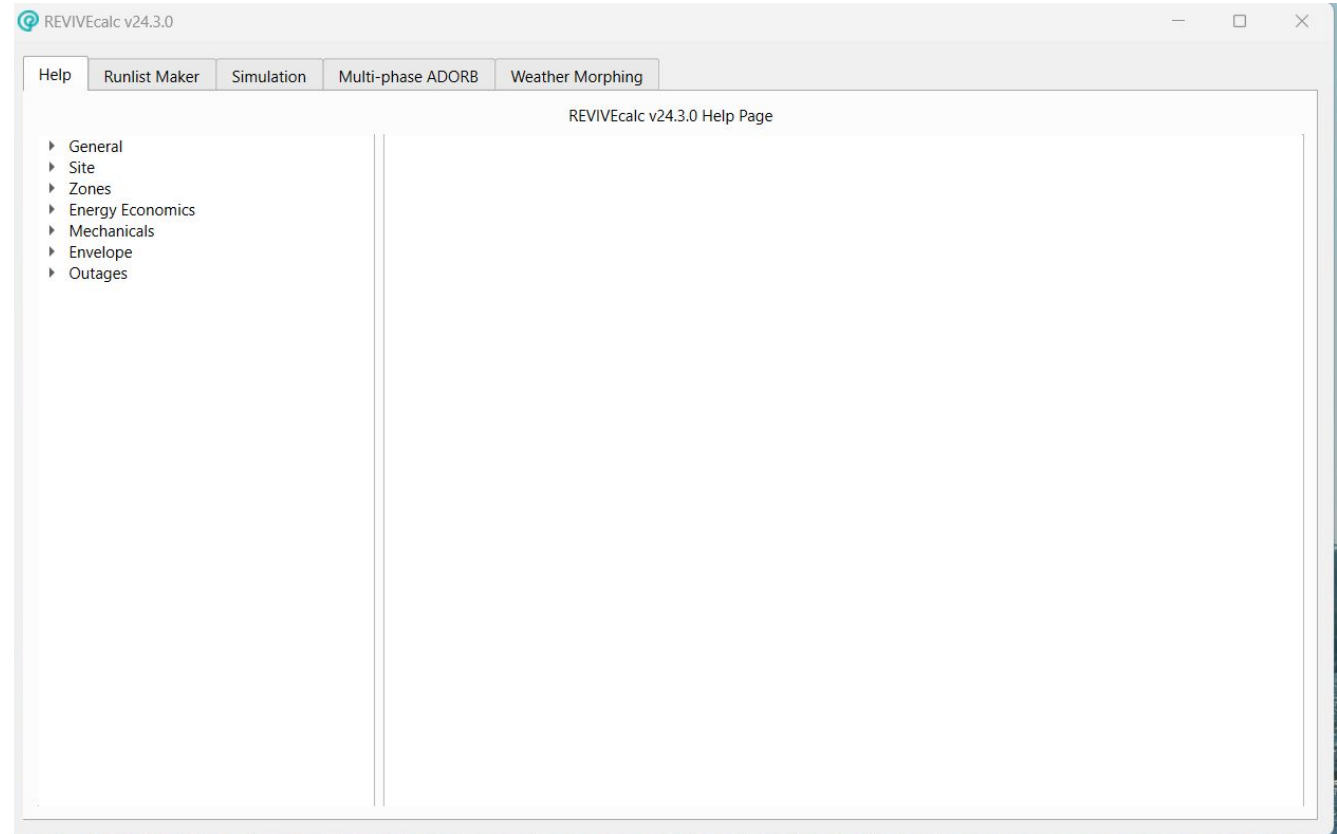 REVIVEcalc v24.3.0
Help Runlist Maker Simulation Multi-phase ADORB Weather Morphing
REVIVEcalc v24.3.0 Help Page
General
Site
Zones
Energy Economics
Mechanicals
Envelope
Outages